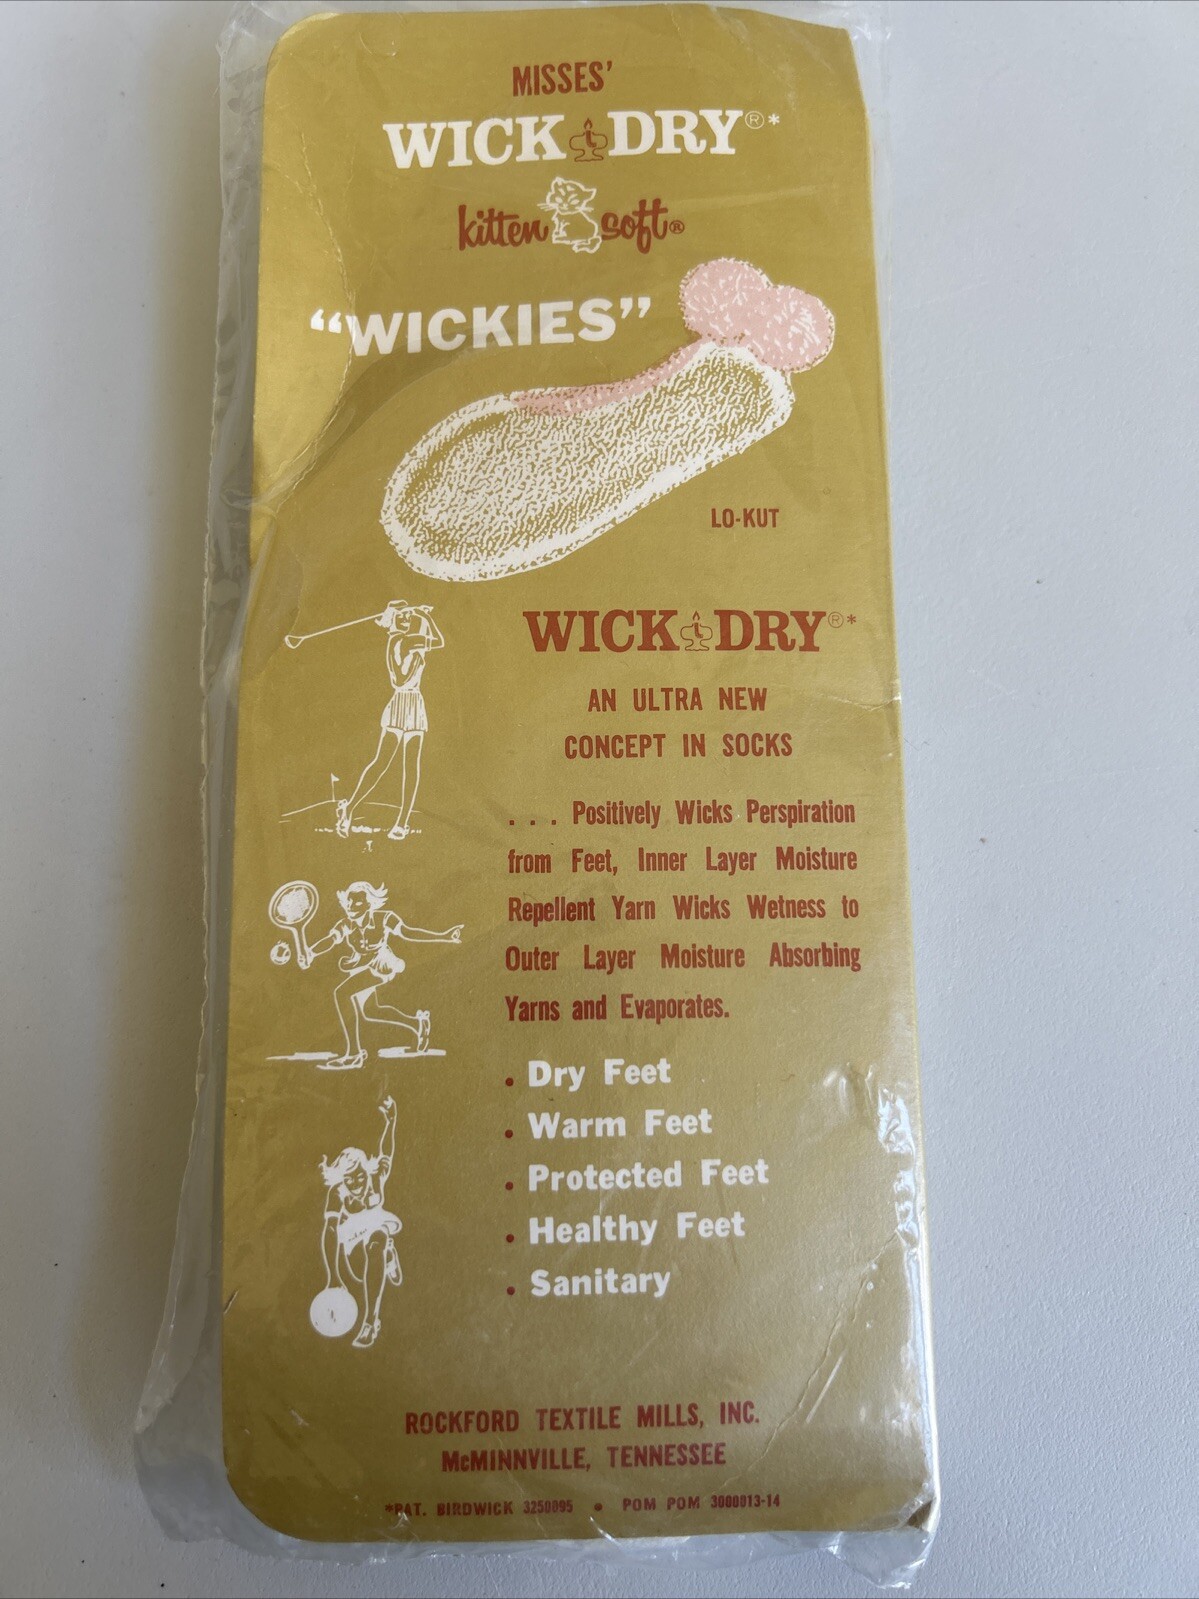 MISSES'
WICK DRY®*
kitten soft®
“WICKIES”
LO-KUT
WICK DRY®*
AN ULTRA NEW
CONCEPT IN SOCKS
. . . Positively Wicks Perspiration
from Feet, Inner Layer Moisture
Repellent Yarn Wicks Wetness to
Outer Layer Moisture Absorbing
Yarns and Evaporates.
• Dry Feet
• Warm Feet
• Protected Feet
• Healthy Feet
• Sanitary
ROCKFORD TEXTILE MILLS, INC.
McMINNVILLE, TENNESSEE
*PAT. BIRDWICK 3250095 • POM POM 3000013-14